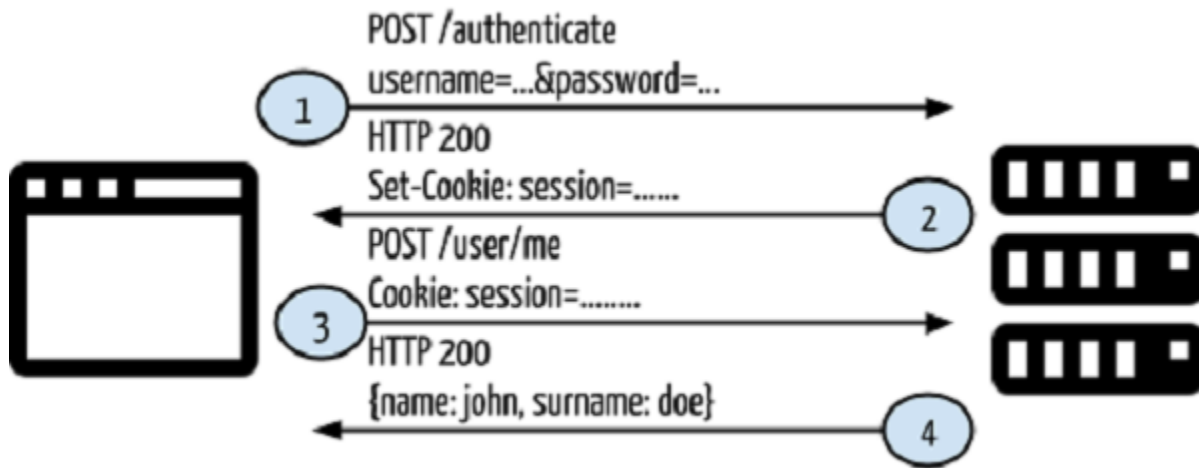 POST /authenticate
username=...&password=...
1
HTTP 200
Set-Cookie: session=......
2
POST /user/me
Cookie: session=........
3
HTTP 200
{name: john, surname: doe}
4